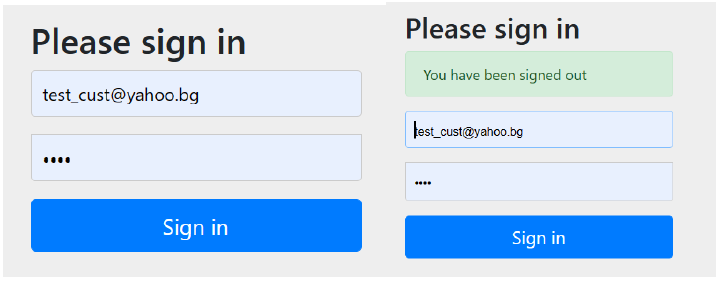 Please sign in
test_cust@yahoo.bg
••••
Sign in
Please sign in
You have been signed out
test_cust@yahoo.bg
••••
Sign in